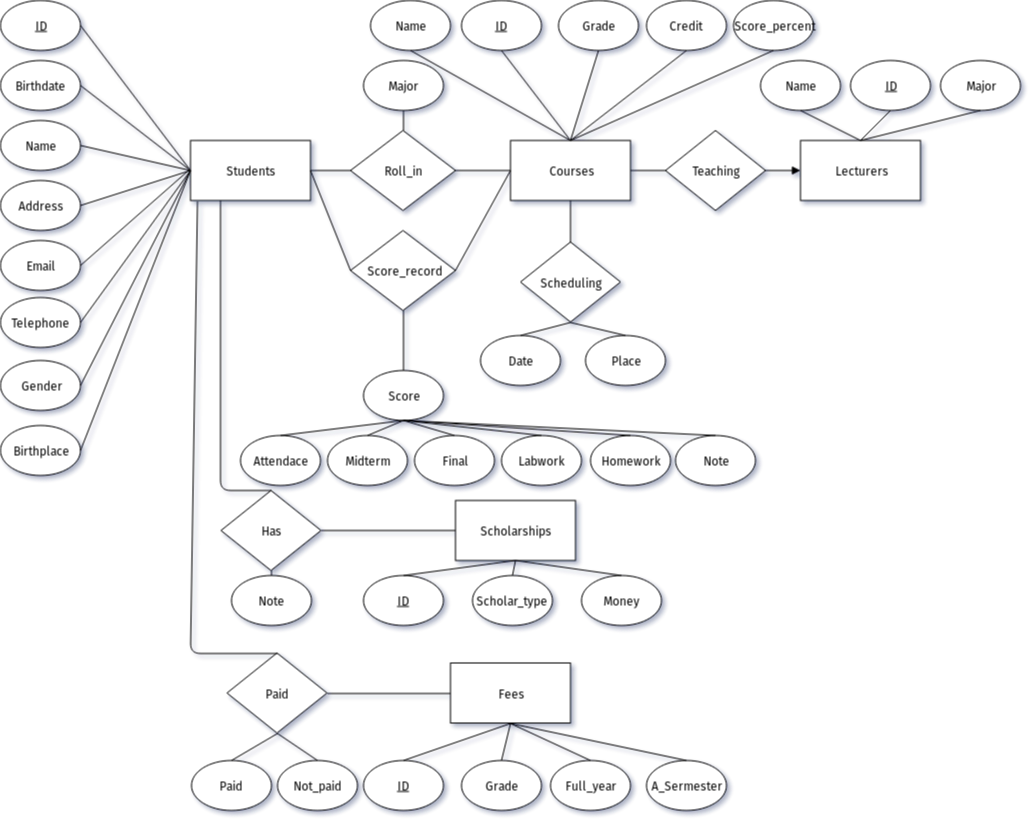 ID
Name
ID
Grade
Credit
Score_percent
Birthdate
Major
Name
ID
Major
Name
Students
Roll_in
Courses
Teaching
Lecturers
Address
Email
Score_record
Scheduling
Telephone
Date
Place
Gender
Score
Birthplace
Attendace
Midterm
Final
Labwork
Homework
Note
Has
Scholarships
Note
ID
Scholar_type
Money
Paid
Fees
Paid
Not_paid
ID
Grade
Full_year
A_Sermester